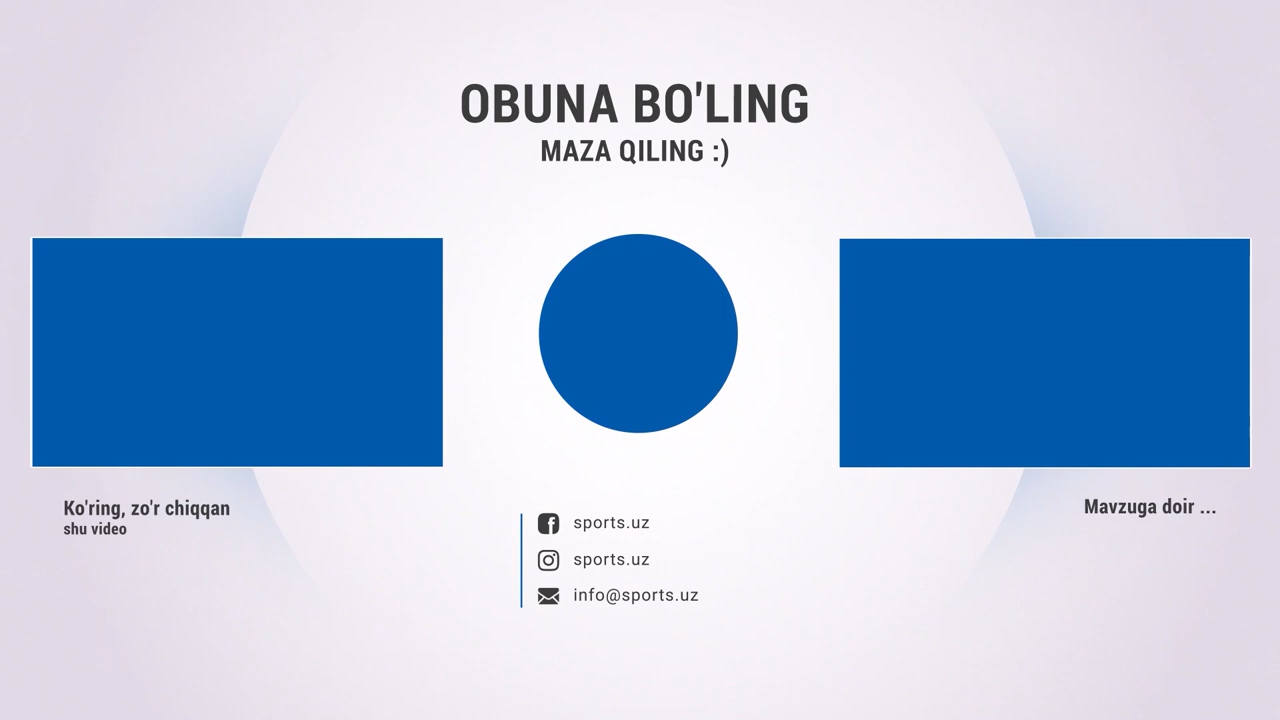 OBUNA BO'LING
MAZA QILING :)
Ko'ring, zo'r chiqqan
shu video
Mavzuga doir ...
sports.uz
sports.uz
info@sports.uz